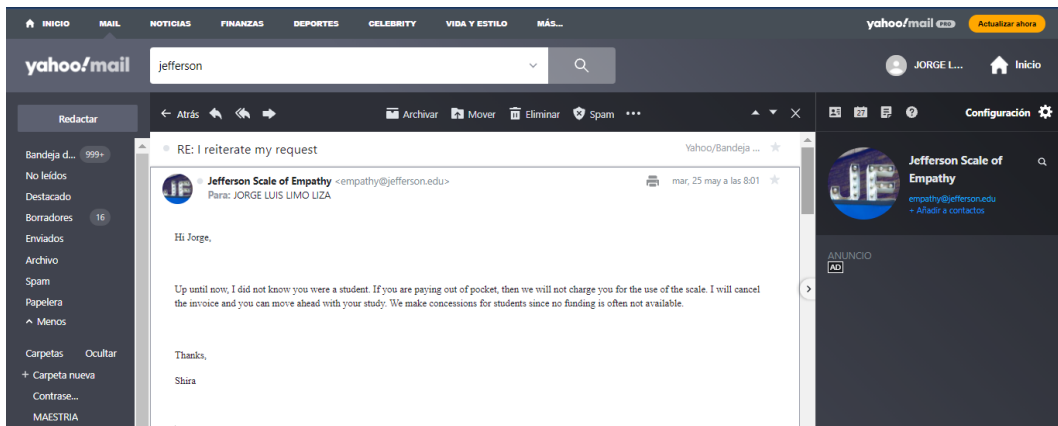 INICIO MAIL NOTICIAS FINANZAS DEPORTES CELEBRITY VIDA Y ESTILO MÁS... yahoo!mail PRO Actualizar ahora
yahoo!mail jefferson JORGE L... Inicio
Redactar
Atrás Archivar Mover Eliminar Spam
27 Configuración
Bandeja d... 999+
No leídos
Destacado
Borradores 16
Enviados
Archivo
Spam
Papelera
Menos
Carpetas Ocultar
+ Carpeta nueva
Contrase...
MAESTRIA
RE: I reiterate my request Yahoo/Bandeja ...
JE Jefferson Scale of Empathy <empathy@jefferson.edu> mar, 25 may a las 8:01
Para: JORGE LUIS LIMO LIZA
Hi Jorge,
Up until now, I did not know you were a student. If you are paying out of pocket, then we will not charge you for the use of the scale. I will cancel
the invoice and you can move ahead with your study. We make concessions for students since no funding is often not available.
Thanks,
Shira
JE
Jefferson Scale of
Empathy
empathy@jefferson.edu
+ Añadir a contactos
ANUNCIO
AD